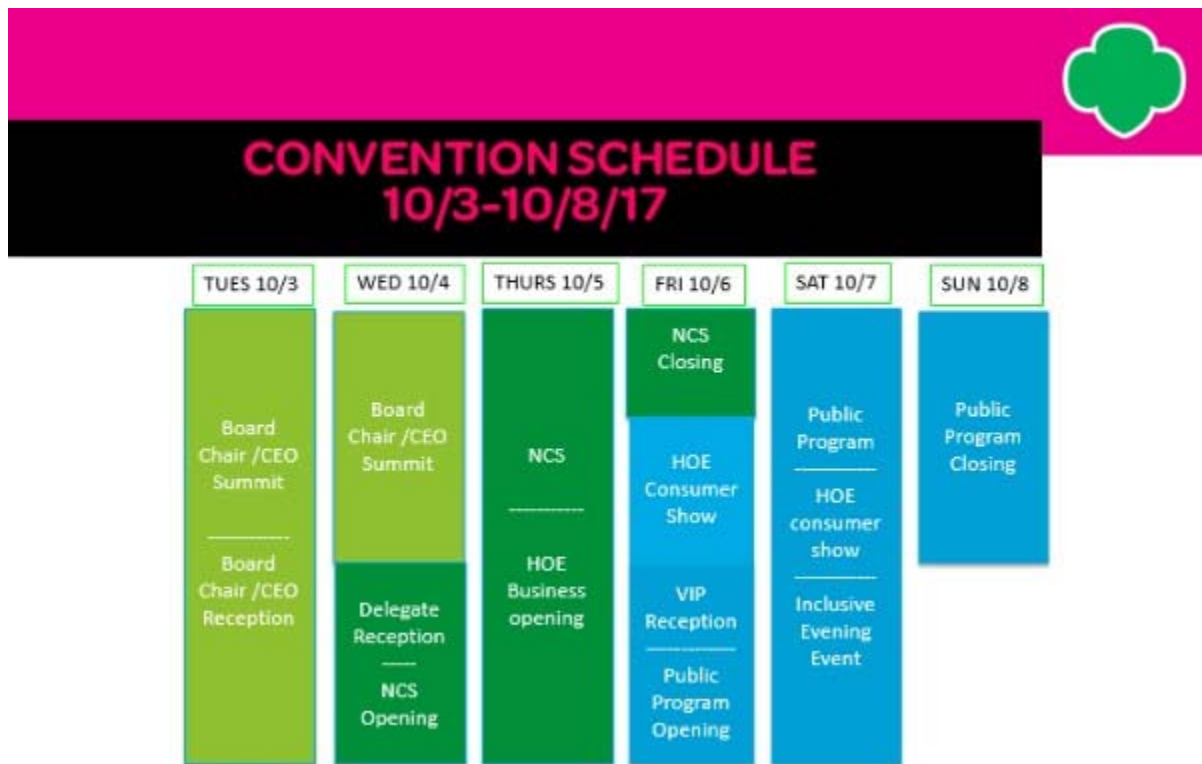 CONVENTION SCHEDULE
10/3-10/8/17
TUES 10/3
Board
Chair /CEO
Summit
------------
Board
Chair /CEO
Reception
WED 10/4
Board
Chair /CEO
Summit
Delegate
Reception
-----
NCS
Opening
THURS 10/5
NCS
-----------
HOE
Business
opening
FRI 10/6
NCS
Closing
HOE
Consumer
Show
VIP
Reception
-------------
Public
Program
Opening
SAT 10/7
Public
Program
------------
HOE
consumer
show
------------
Inclusive
Evening
Event
SUN 10/8
Public
Program
Closing